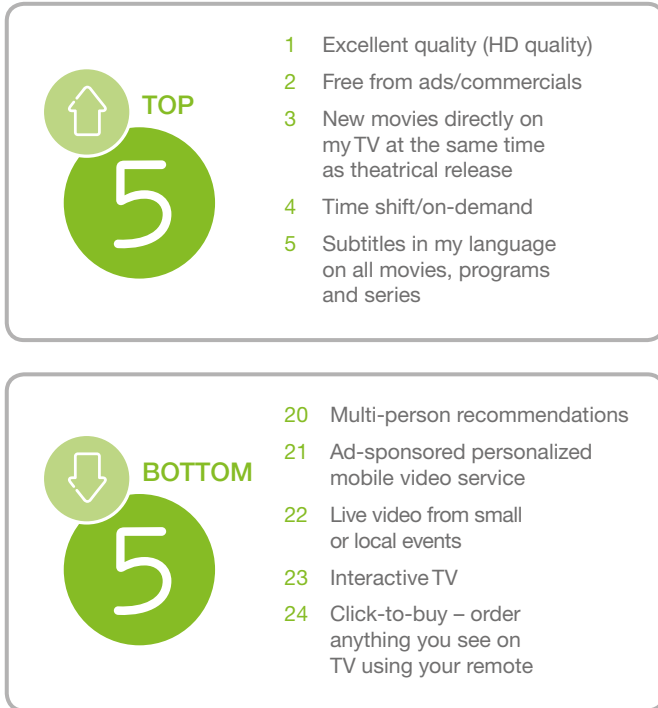 TOP
5
1 Excellent quality (HD quality)
2 Free from ads/commercials
3 New movies directly on
my TV at the same time
as theatrical release
4 Time shift/on-demand
5 Subtitles in my language
on all movies, programs
and series
BOTTOM
5
20 Multi-person recommendations
21 Ad-sponsored personalized
mobile video service
22 Live video from small
or local events
23 Interactive TV
24 Click-to-buy – order
anything you see on
TV using your remote